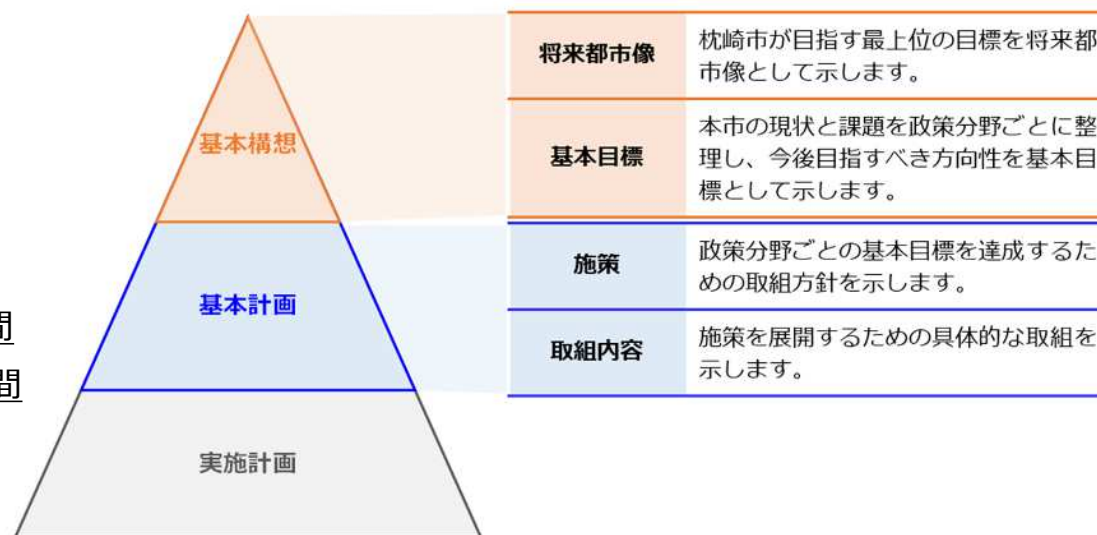 基本構想
基本計画
間
間
実施計画
将来都市像
枕崎市が目指す最上位の目標を将来都
市像として示します。
基本目標
本市の現状と課題を政策分野ごとに整
理し、今後目指すべき方向性を基本目
標として示します。
施策
政策分野ごとの基本目標を達成するた
めの取組方針を示します。
取組内容
施策を展開するための具体的な取組を
示します。